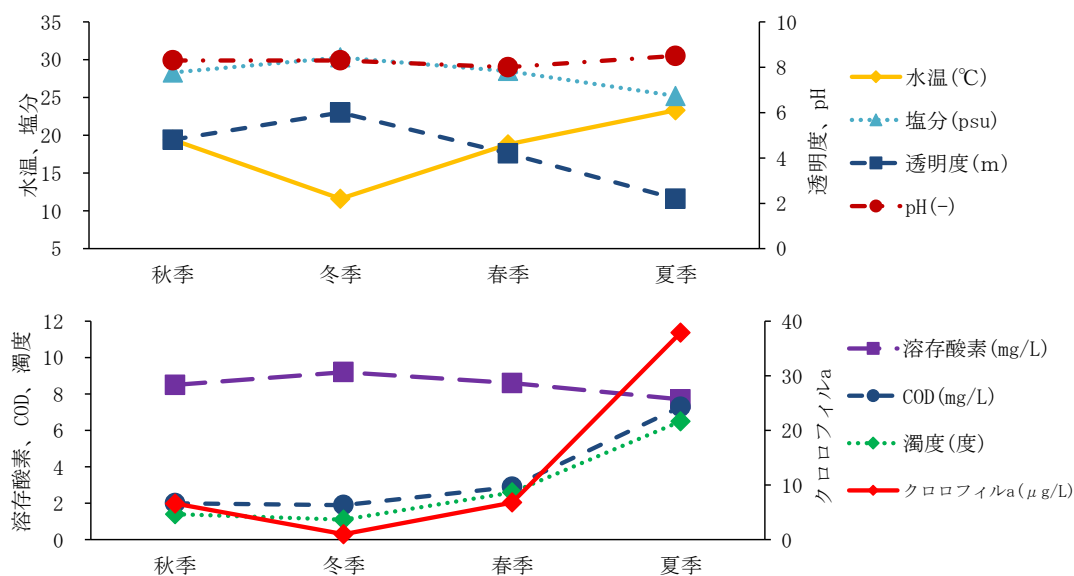 35
30
25
20
15
10
5
水温、塩分
10
8
6
4
2
0
透明度、pH
秋季
冬季
春季
夏季
水温(℃)
塩分(psu)
透明度(m)
pH(-)
12
10
8
6
4
2
0
溶存酸素、COD、濁度
40
30
20
10
0
クロロフィルa
秋季
冬季
春季
夏季
溶存酸素(mg/L)
COD(mg/L)
濁度(度)
クロロフィルa(μg/L)